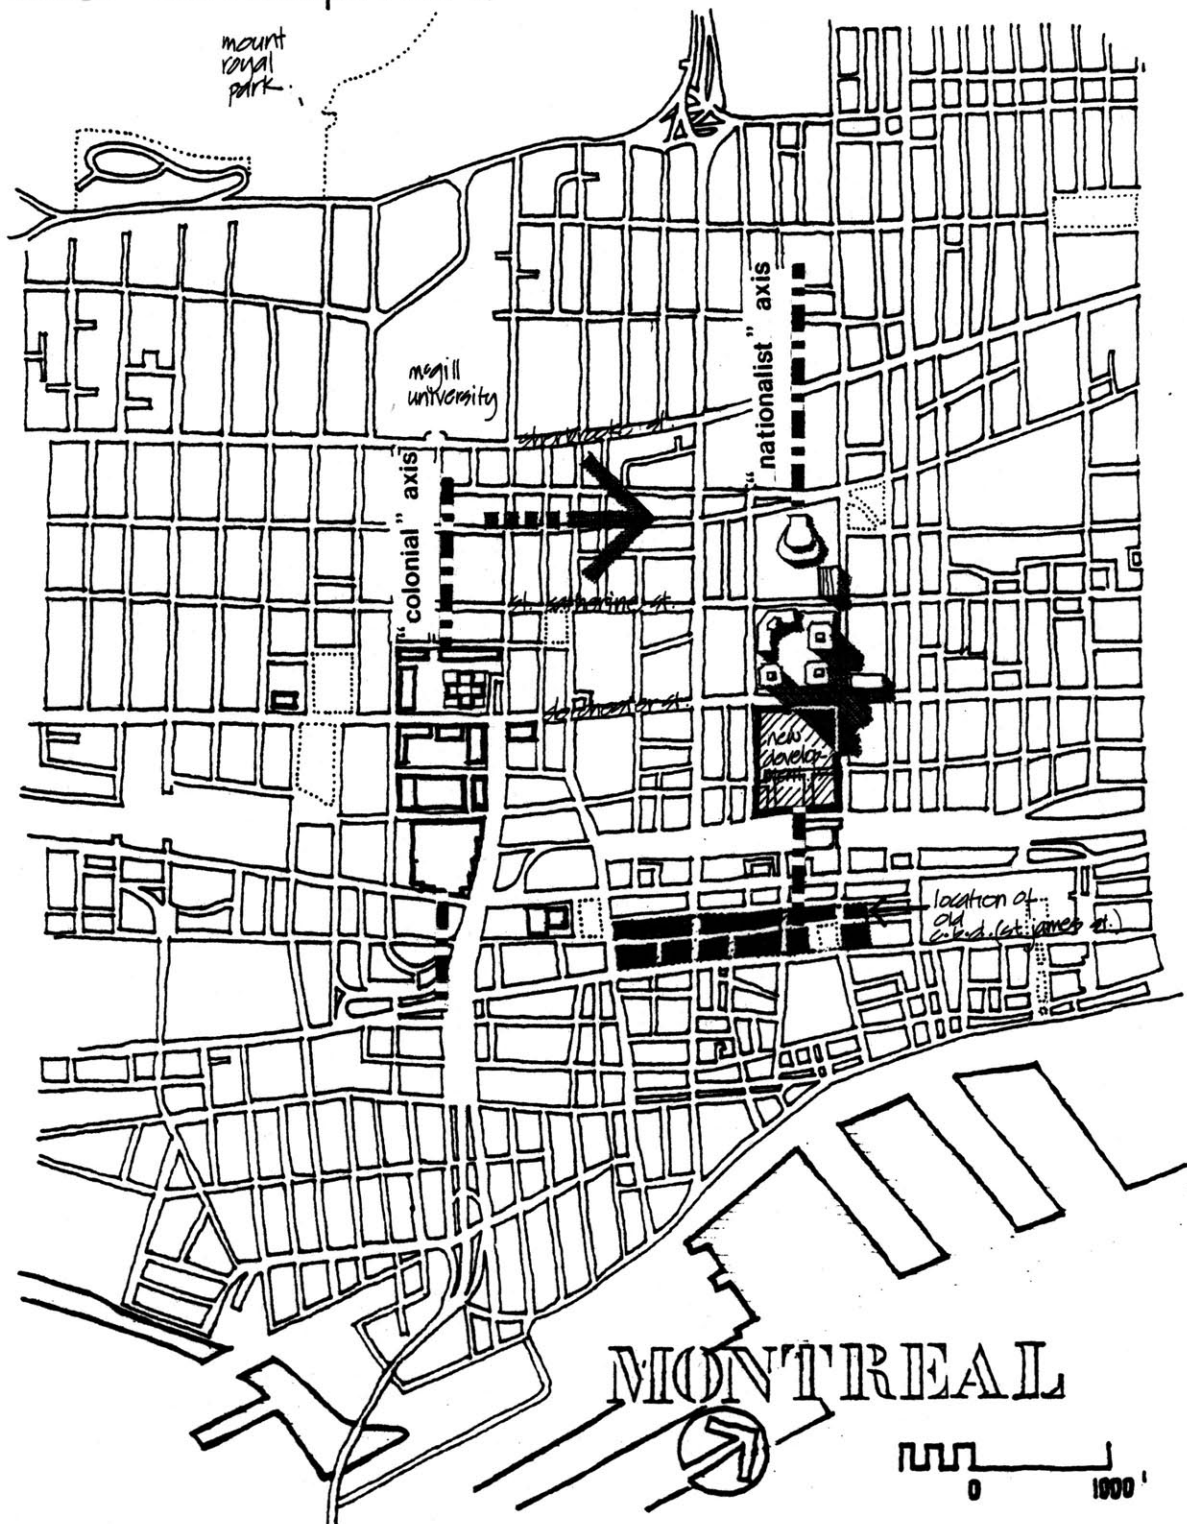 mount
royal
park
"nationalist" axis
mcgill
university
sherbrooke st.
"colonial" axis
st. catherine st.
dorchester st.
new
develop-
ment
location of
old
c.b.d. (st. james st.)
MONTREAL
0 1000'